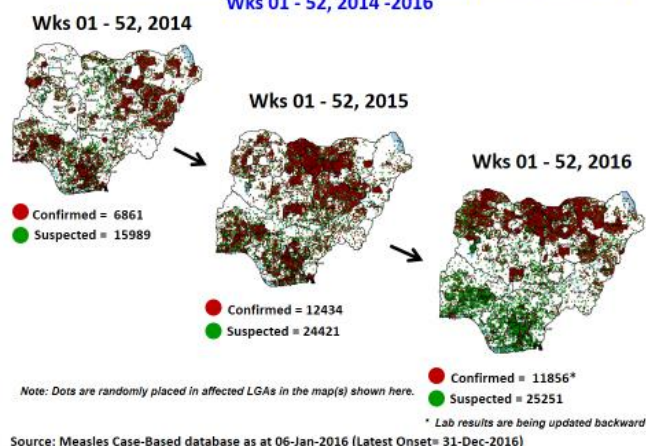 Wks 01 - 52, 2014 -2016
Wks 01 - 52, 2014
Confirmed = 6861
Suspected = 15989
Wks 01 - 52, 2015
Confirmed = 12434
Suspected = 24421
Wks 01 - 52, 2016
Confirmed = 11856*
Suspected = 25251
Note: Dots are randomly placed in affected LGAs in the map(s) shown here.
* Lab results are being updated backward
Source: Measles Case-Based database as at 06-Jan-2016 (Latest Onset= 31-Dec-2016)